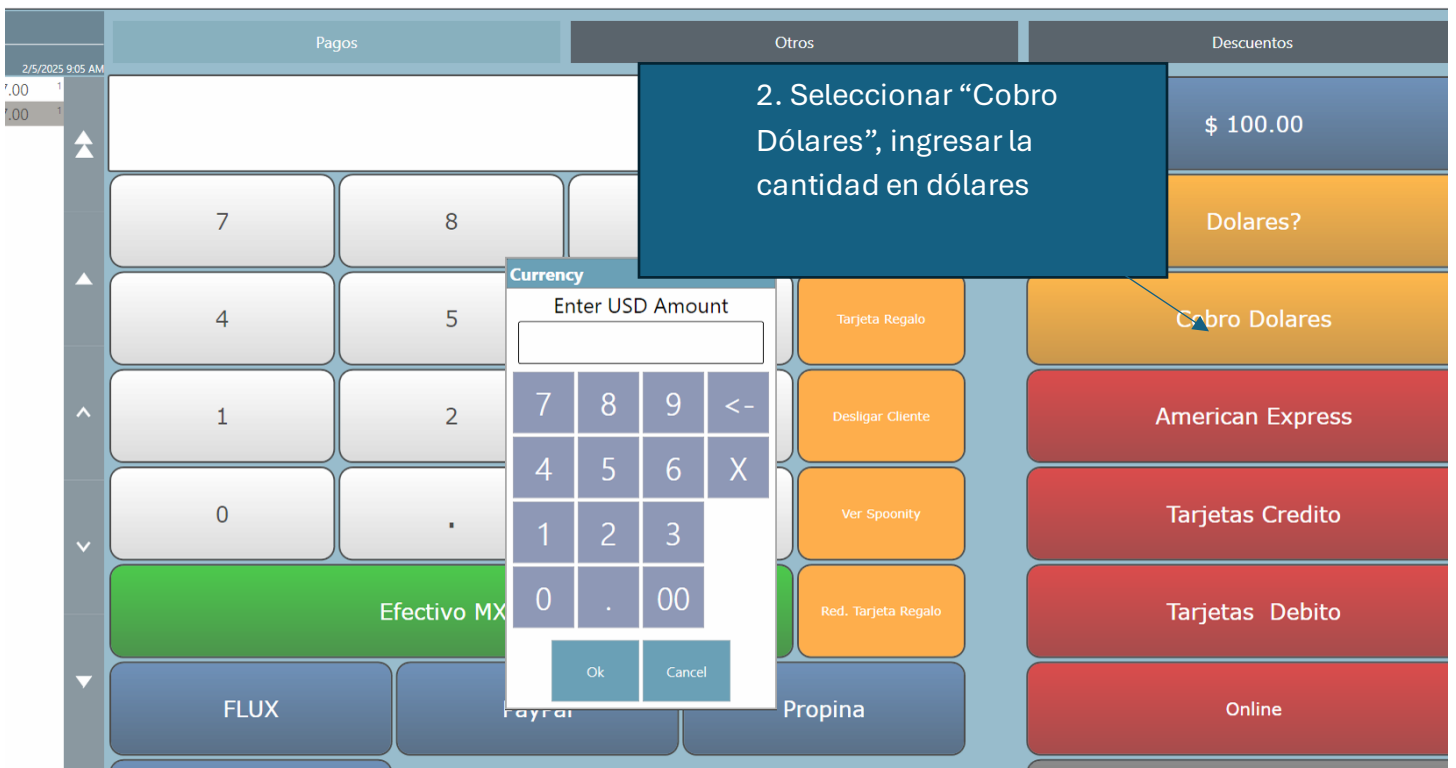 Pagos
Otros
Descuentos
2/5/2025 9:05 AM
7.00 1
7.00 1
2. Seleccionar “Cobro
Dólares”, ingresar la
cantidad en dólares
$ 100.00
7
8
Dolares?
Currency
Enter USD Amount
4
5
Tarjeta Regalo
Cobro Dolares
7 8 9 <-
1
2
Desligar Cliente
American Express
4 5 6 X
0
.
Ver Spoonity
Tarjetas Credito
1 2 3
0 . 00
Efectivo MX
Red. Tarjeta Regalo
Tarjetas Debito
Ok
Cancel
FLUX
PayPal
Propina
Online